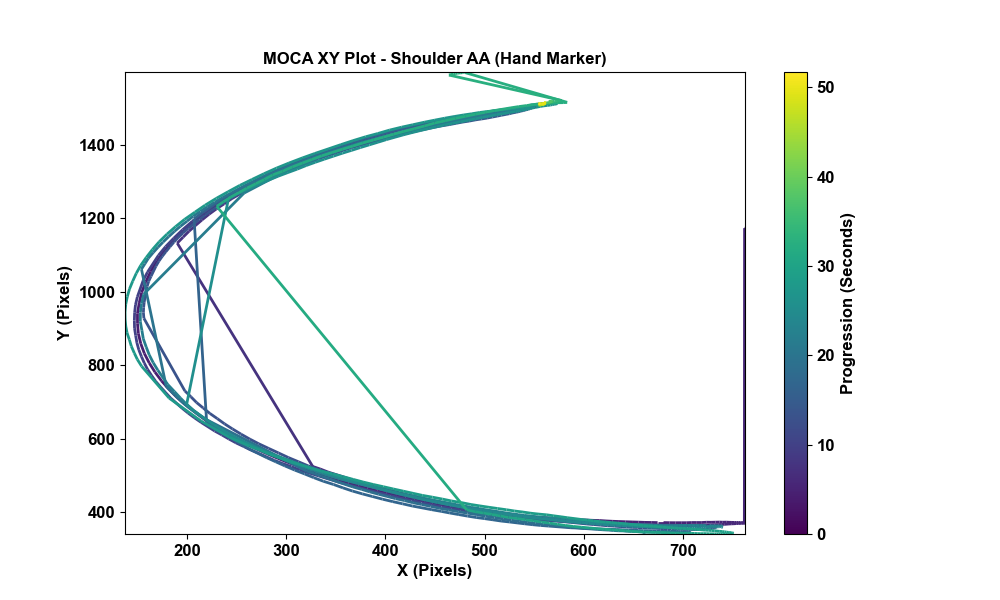 MOCA XY Plot - Shoulder AA (Hand Marker)
Y (Pixels)
1400
1200
1000
800
600
400
200 300 400 500 600 700
X (Pixels)
50
40
30
20
10
0
Progression (Seconds)